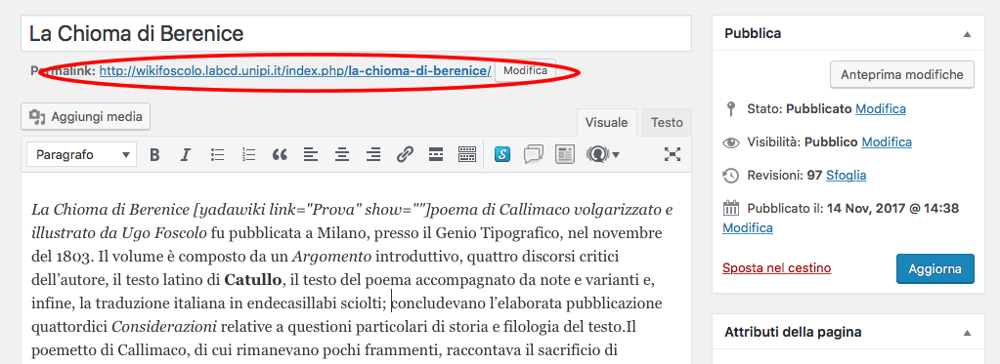 La Chioma di Berenice
Permalink: http://wikifoscolo.labcd.unipi.it/index.php/la-chioma-di-berenice/ Modifica
Aggiungi media
Visuale Testo
Paragrafo B I
La Chioma di Berenice [yadawiki link="Prova" show=""]poema di Callimaco volgarizzato e
illustrato da Ugo Foscolo fu pubblicata a Milano, presso il Genio Tipografico, nel novembre
del 1803. Il volume è composto da un Argomento introduttivo, quattro discorsi critici
dell’autore, il testo latino di Catullo, il testo del poema accompagnato da note e varianti e,
infine, la traduzione italiana in endecasillabi sciolti; concludevano l’elaborata pubblicazione
quattordici Considerazioni relative a questioni particolari di storia e filologia del testo.Il
poemetto di Callimaco, di cui rimanevano pochi frammenti, raccontava il sacrificio di
Pubblica
Anteprima modifiche
Stato: Pubblicato Modifica
Visibilità: Pubblico Modifica
Revisioni: 97 Sfoglia
Pubblicato il: 14 Nov, 2017 @ 14:38
Modifica
Sposta nel cestino Aggiorna
Attributi della pagina